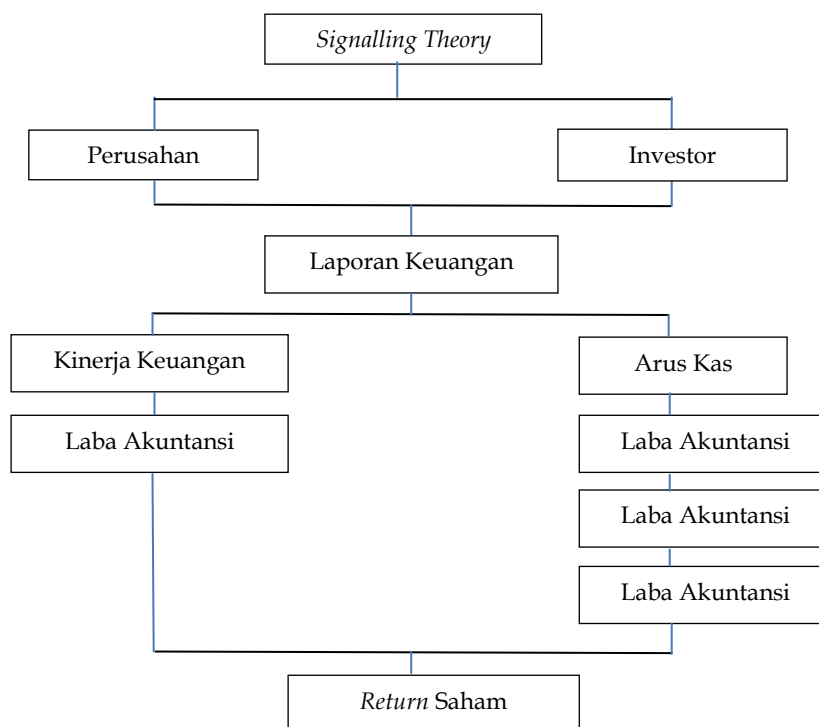 Signalling Theory
Perusahan
Investor
Laporan Keuangan
Kinerja Keuangan
Arus Kas
Laba Akuntansi
Laba Akuntansi
Laba Akuntansi
Laba Akuntansi
Return Saham